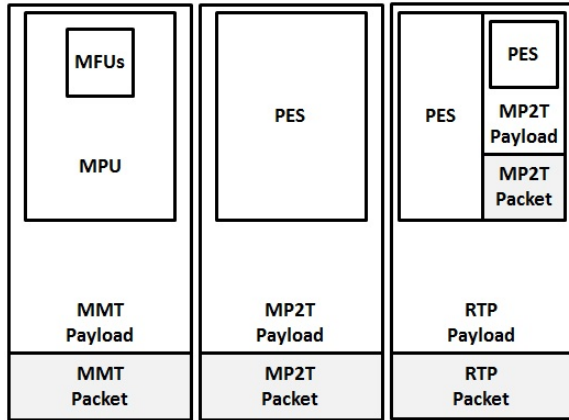 MFUs
MPU
MMT
Payload
MMT
Packet
PES
MP2T
Payload
MP2T
Packet
PES
PES
MP2T
Payload
MP2T
Packet
RTP
Payload
RTP
Packet